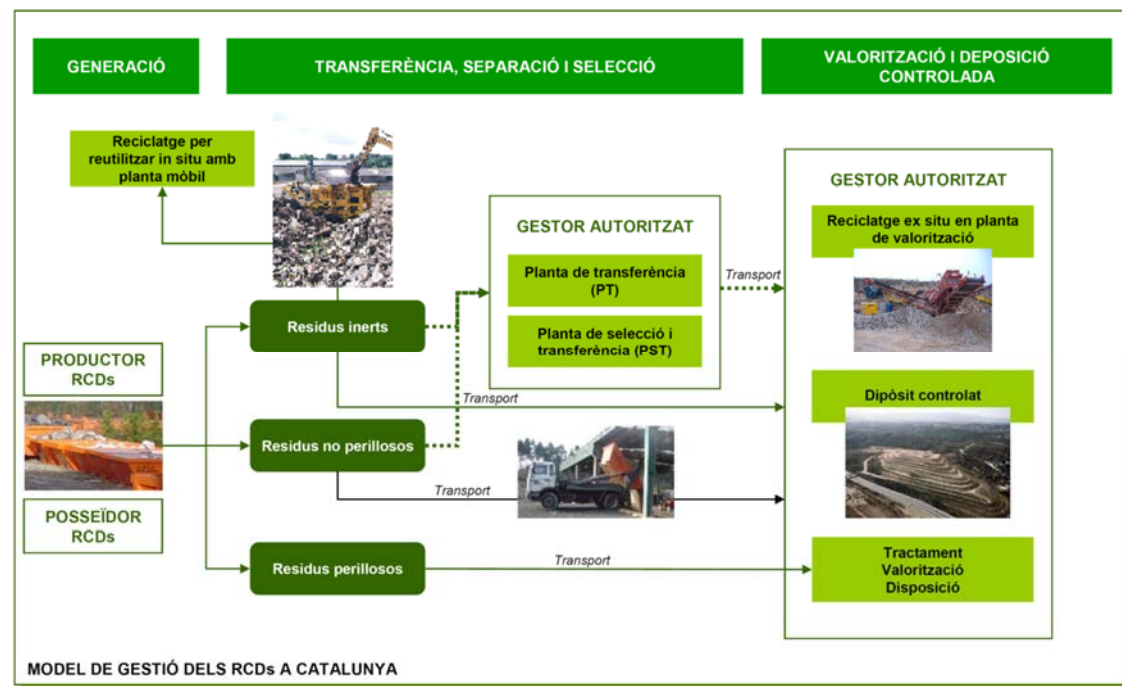 GENERACIÓ
TRANSFERÈNCIA, SEPARACIÓ I SELECCIÓ
VALORITZACIÓ I DEPOSICIÓ
CONTROLADA
Reciclatge per
reutilitzar in situ amb
planta mòbil
GESTOR AUTORITZAT
Planta de transferència
(PT)
Planta de selecció i
transferència (PST)
Transport
GESTOR AUTORITZAT
Reciclatge ex situ en planta
de valorització
Residus inerts
Transport
Dipòsit controlat
PRODUCTOR
RCDs
Residus no perillosos
Transport
POSSEÏDOR
RCDs
Residus perillosos
Transport
Tractament
Valorització
Disposició
MODEL DE GESTIÓ DELS RCDs A CATALUNYA